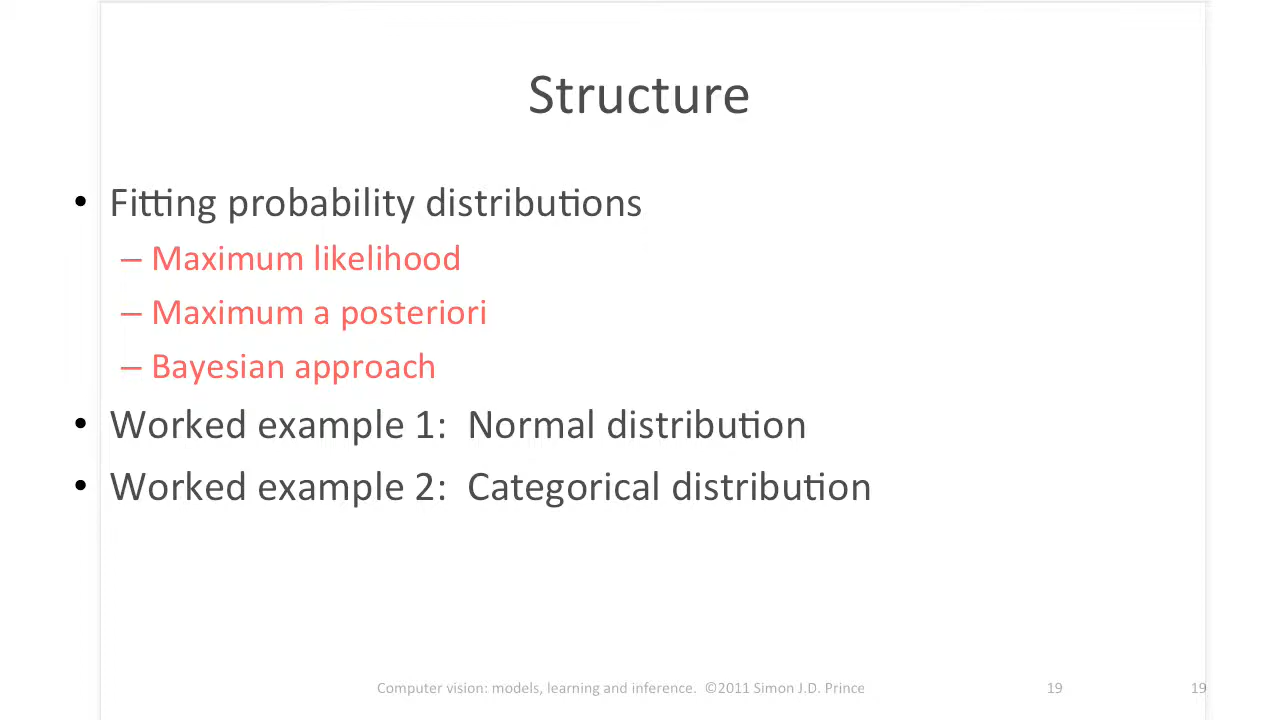 Structure
• Fitting probability distributions
– Maximum likelihood
– Maximum a posteriori
– Bayesian approach
• Worked example 1:  Normal distribution
• Worked example 2:  Categorical distribution
Computer vision: models, learning and inference.  ©2011 Simon J.D. Prince 19 19